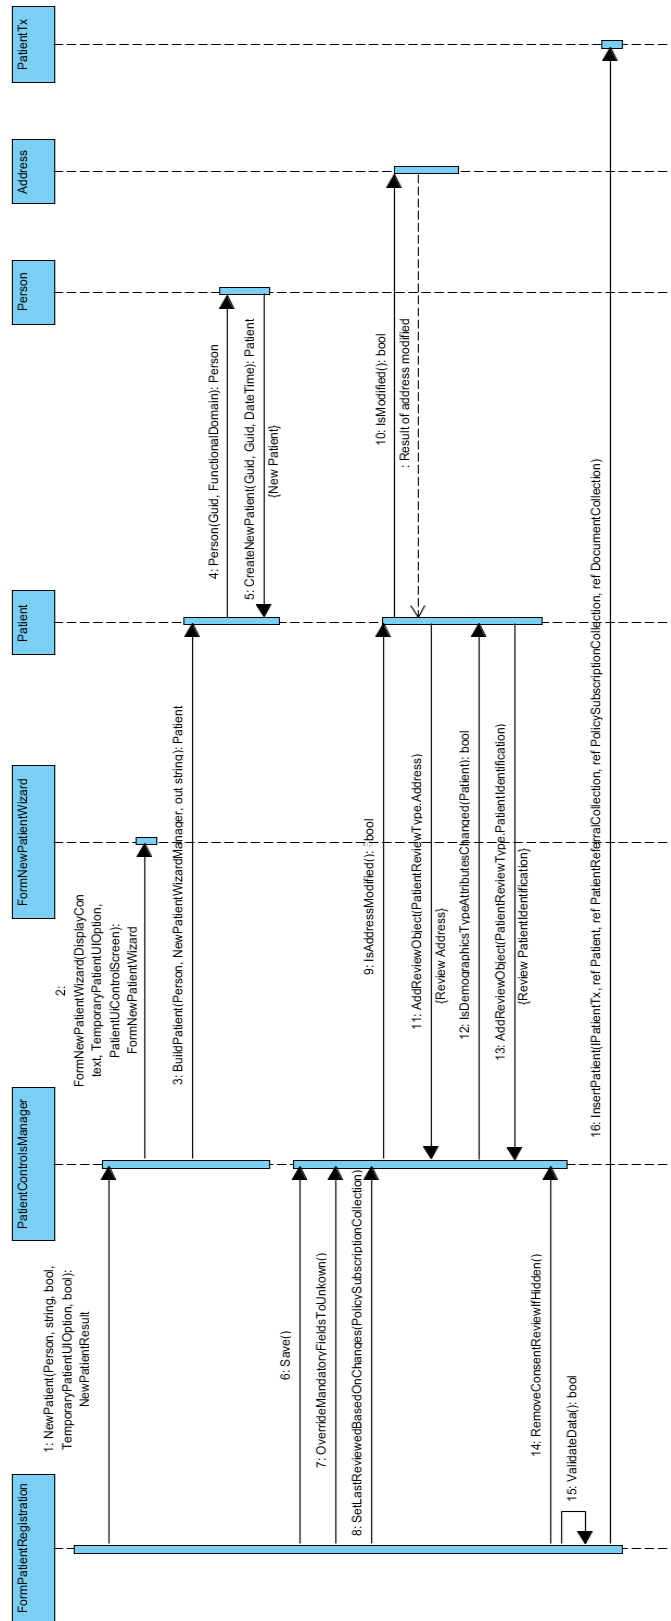 FormPatientRegistration
PatientControlsManager
FormNewPatientWizard
Patient
Person
Address
PatientTx
1: NewPatient(Person, string, bool,
TemporaryPatientUIOption, bool):
NewPatientResult
2:
FormNewPatientWizard(DisplayCon
text, TemporaryPatientUIOption,
PatientUIControlScreen):
FormNewPatientWizard
3: BuildPatient(Person, NewPatientWizardManager, out string): Patient
4: Person(Guid, FunctionalDomain): Person
5: CreateNewPatient(Guid, Guid, DateTime): Patient
{New Patient}
6: Save()
7: OverrideMandatoryFieldsToUnkown()
8: SetLastReviewedBasedOnChanges(PolicySubscriptionCollection)
9: IsAddressModified(): bool
10: IsModified(): bool
: Result of address modified
11: AddReviewObject(PatientReviewType.Address)
{Review Address}
12: IsDemographicsTypeAttributesChanged(Patient): bool
13: AddReviewObject(PatientReviewType.PatientIdentification)
{Review PatientIdentification}
14: RemoveConsentReviewIfHidden()
15: ValidateData(): bool
16: InsertPatient(IPatientTx, ref Patient, ref PatientReferralCollection, ref PolicySubscriptionCollection, ref DocumentCollection)